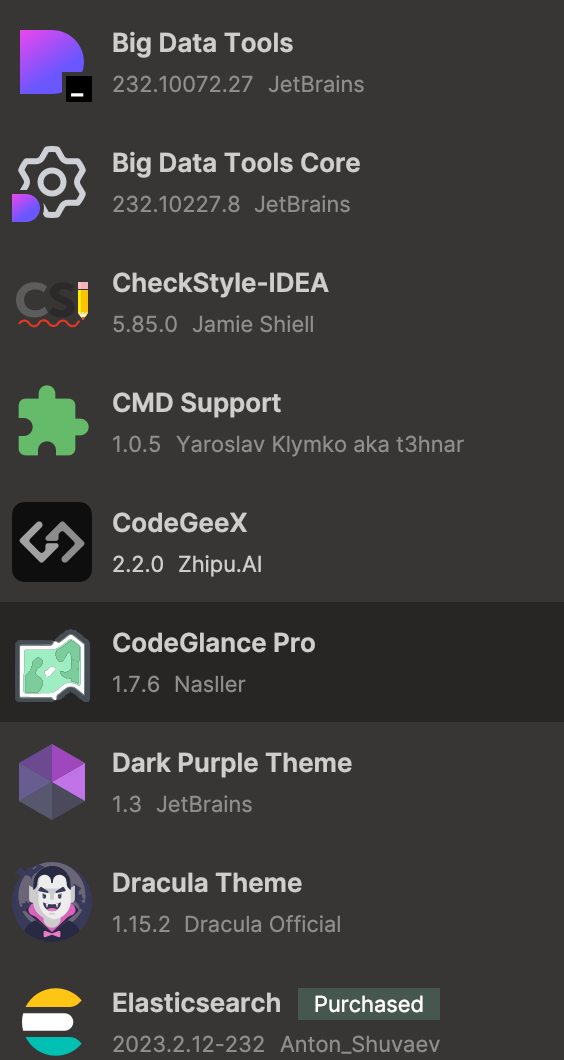 Big Data Tools
232.10072.27 JetBrains
Big Data Tools Core
232.10227.8 JetBrains
CS
CheckStyle-IDEA
5.85.0 Jamie Shiell
CMD Support
1.0.5 Yaroslav Klymko aka t3hnar
CodeGeeX
2.2.0 Zhipu.AI
CodeGlance Pro
1.7.6 Nasller
Dark Purple Theme
1.3 JetBrains
Dracula Theme
1.15.2 Dracula Official
Elasticsearch Purchased
2023.2.12-232 Anton_Shuvaev